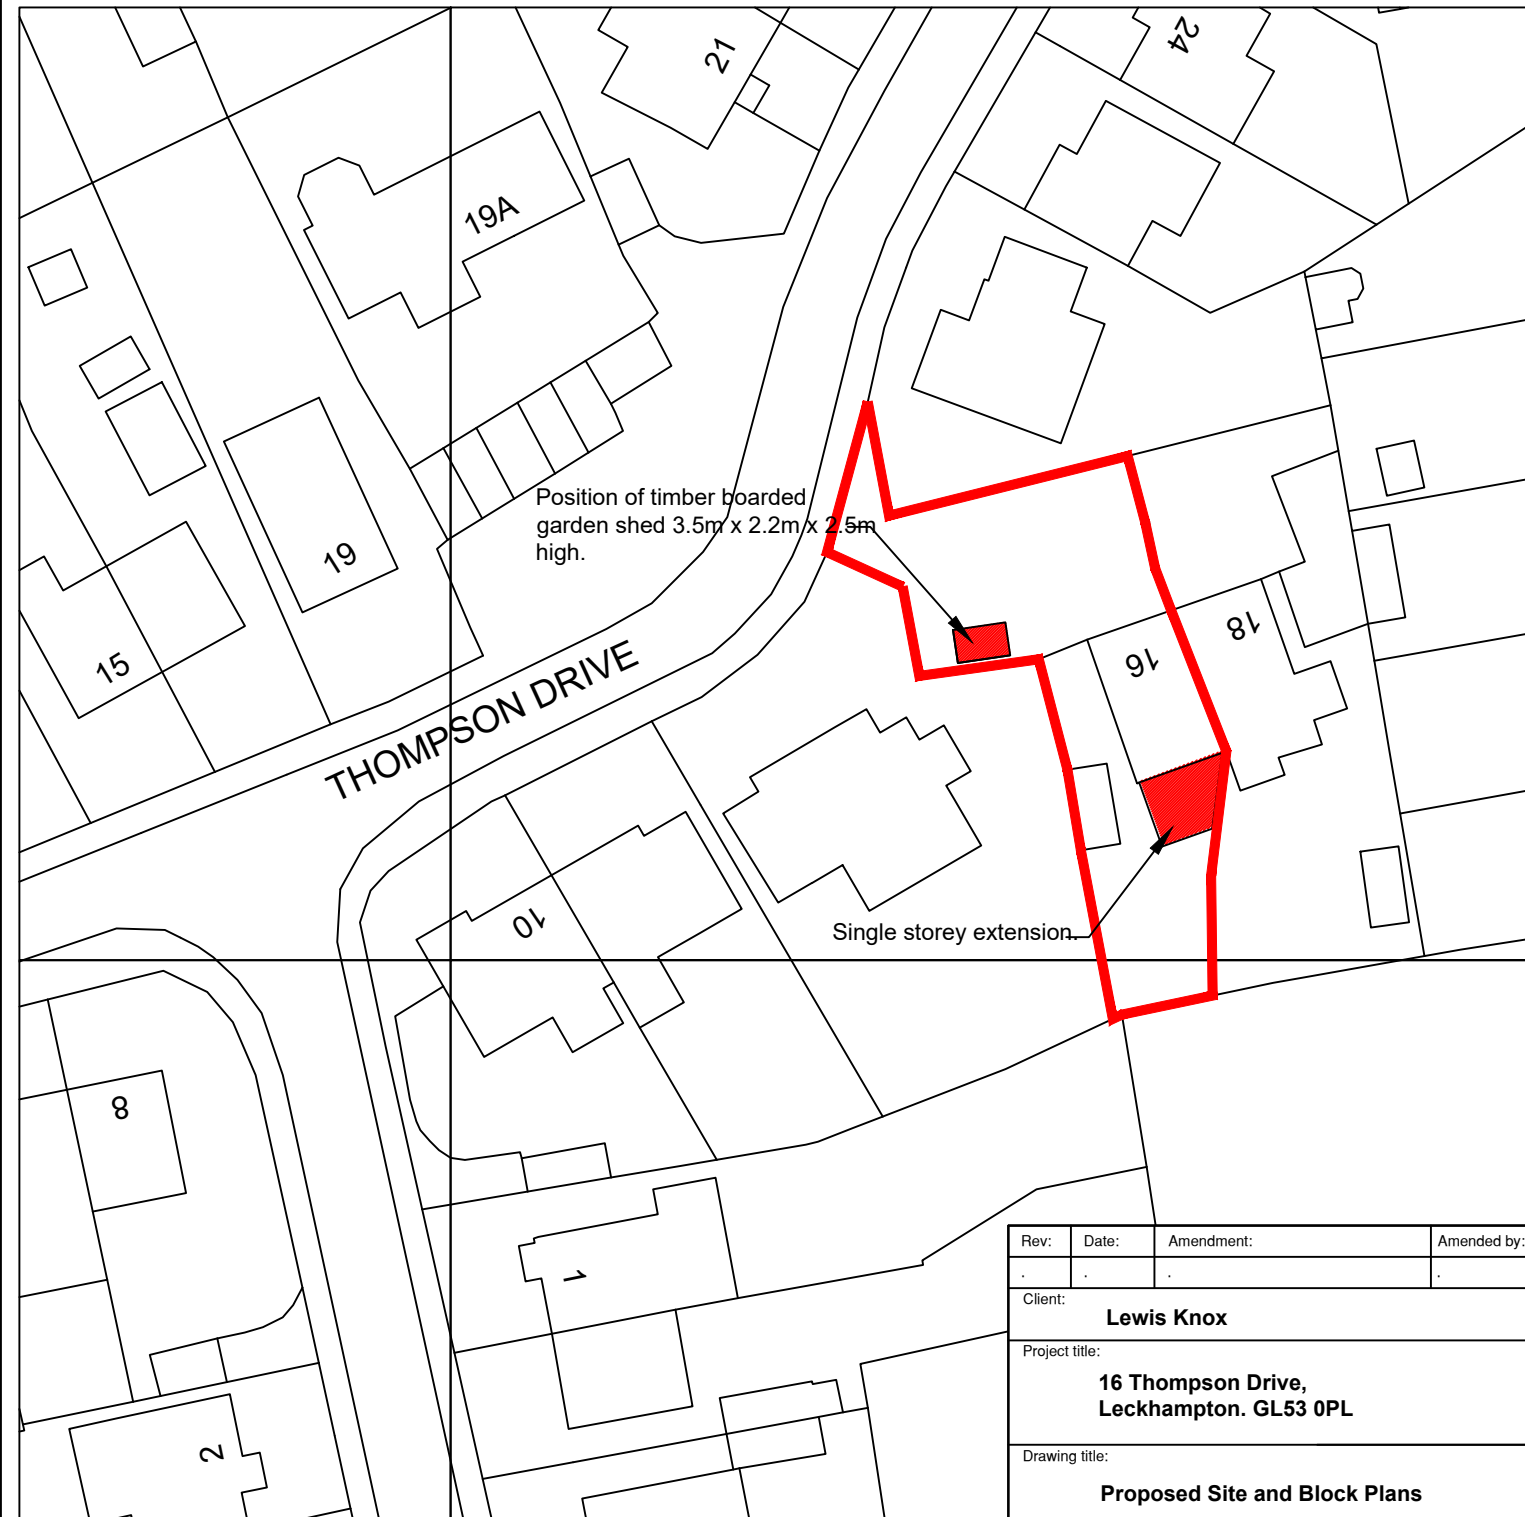 21
24
19A
Position of timber boarded
garden shed 3.5m x 2.2m x 2.5m
high.
19
15
18
16
THOMPSON DRIVE
10
Single storey extension.
8
1
2
Rev: Date: Amendment: Amended by:
. . . .
Client:
Lewis Knox
Project title:
16 Thompson Drive,
Leckhampton. GL53 0PL
Drawing title:
Proposed Site and Block Plans